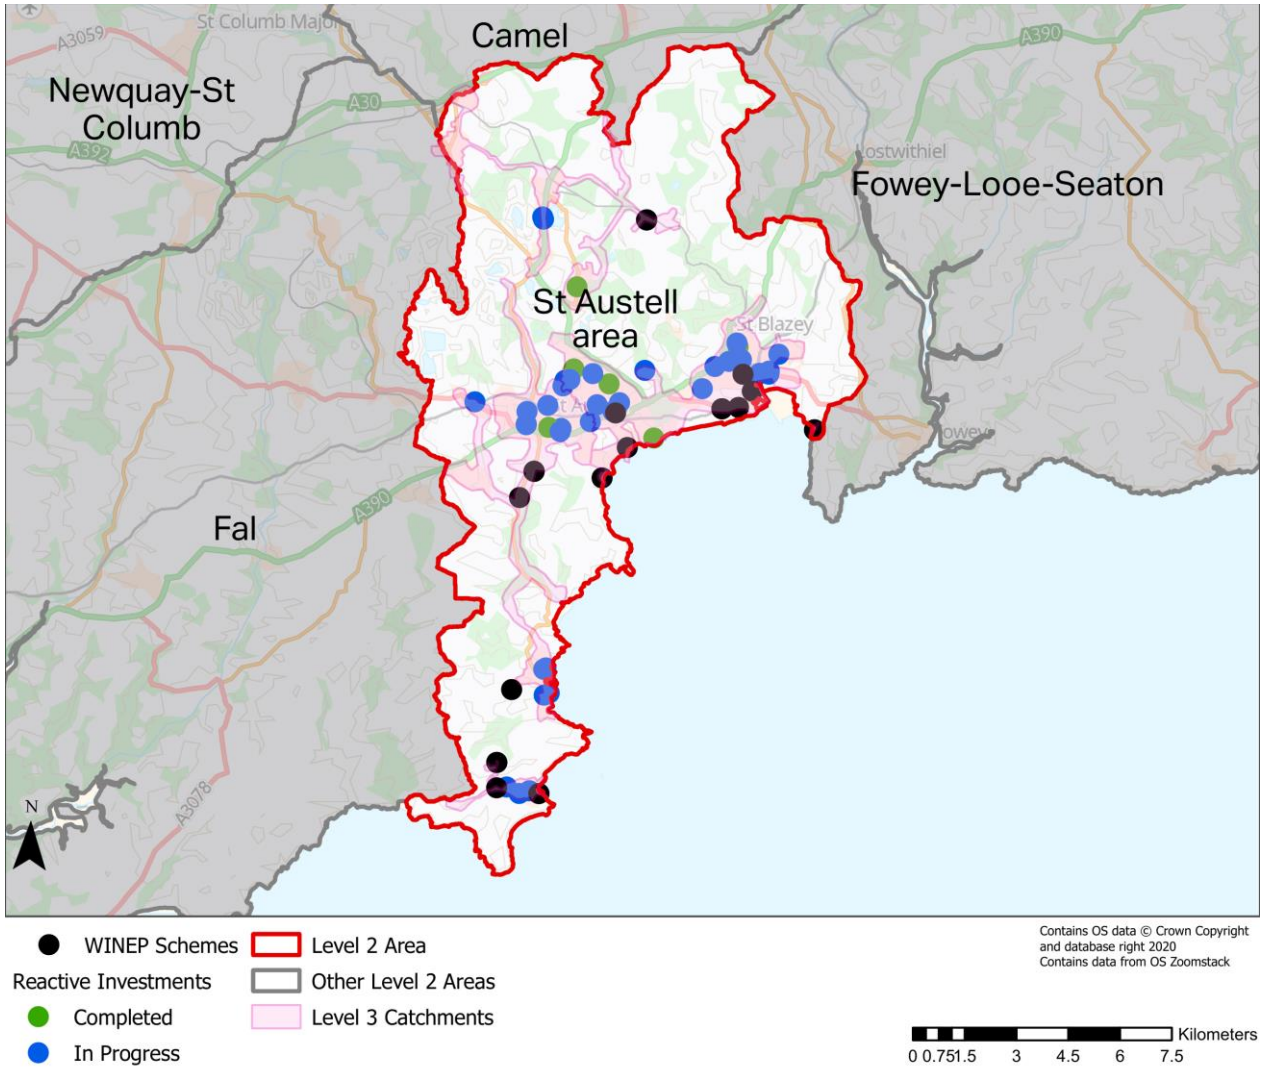 St Columb Major
Camel
A3059
A390
Newquay-St
Columb
A30
A392
Lostwithiel
Fowey-Looe-Seaton
St Austell
area
St Blazey
A390
Fal
A3078
N
WINEP Schemes
Level 2 Area
Reactive Investments
Other Level 2 Areas
Completed
Level 3 Catchments
In Progress
Contains OS data © Crown Copyright
and database right 2020
Contains data from OS Zoomstack
Kilometers
0 0.751.5 3 4.5 6 7.5